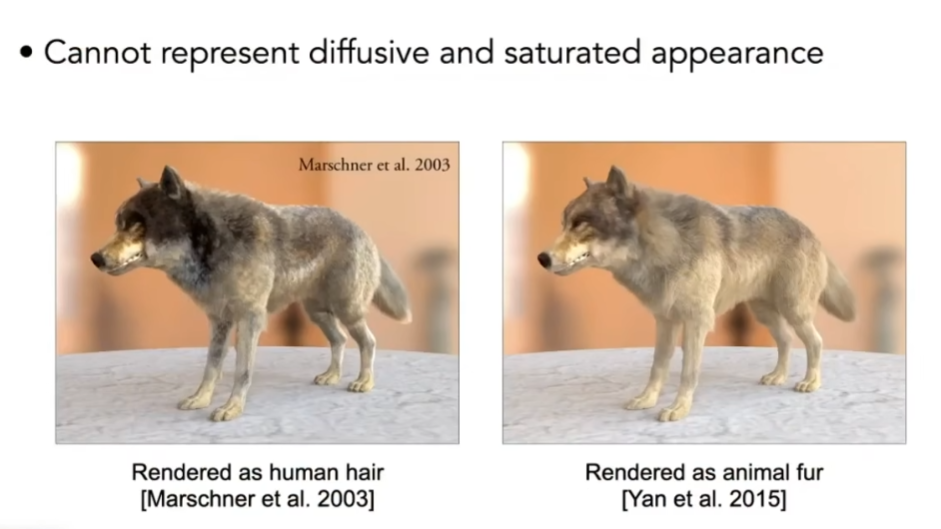 • Cannot represent diffusive and saturated appearance
Marschner et al. 2003
Rendered as human hair
[Marschner et al. 2003]
Rendered as animal fur
[Yan et al. 2015]